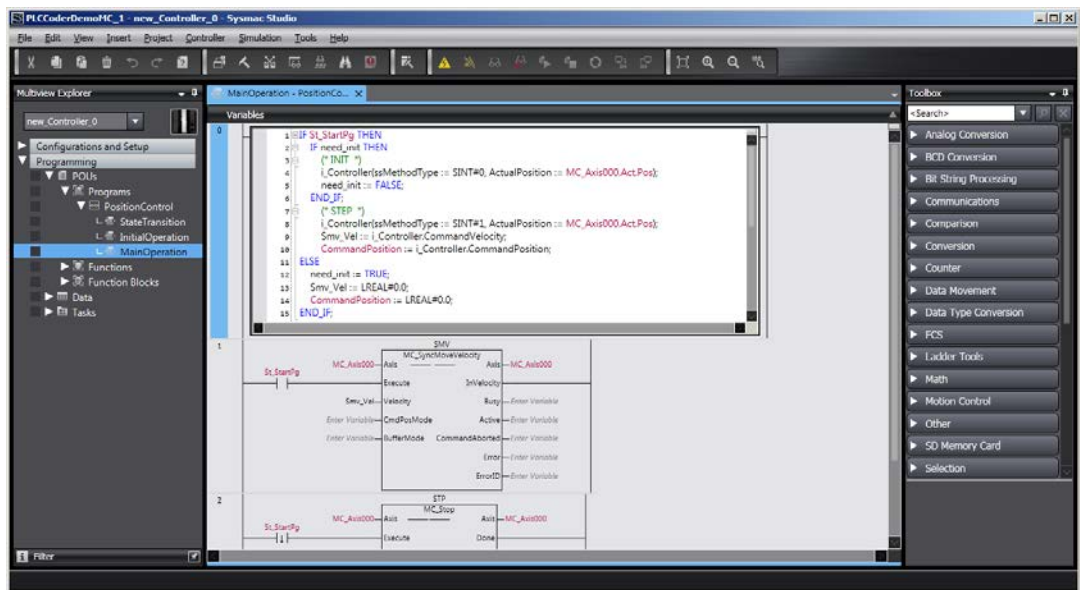 PLCCoderDemoMC_1 - new_Controller_0 - Sysmac Studio
File Edit View Insert Project Controller Simulation Tools Help
Multiview Explorer
new_Controller_0
Configurations and Setup
Programming
POUs
Programs
PositionControl
StateTransition
InitialOperation
MainOperation
Functions
Function Blocks
Data
Tasks
Filter
MainOperation - PositionCo...
Variables
0
1 IF St_StartPg THEN
2 IF need_init THEN
3 (* INIT *)
4 i_Controller(ssMethodType := SINT#0, ActualPosition := MC_Axis000.Act.Pos);
5 need_init := FALSE;
6 END_IF;
7 (* STEP *)
8 i_Controller(ssMethodType := SINT#1, ActualPosition := MC_Axis000.Act.Pos);
9 Smv_Vel := i_Controller.CommandVelocity;
10 CommandPosition := i_Controller.CommandPosition;
11 ELSE
12 need_init := TRUE;
13 Smv_Vel := LREAL#0.0;
14 CommandPosition := LREAL#0.0;
15 END_IF;
1
SMV
MC_SyncMoveVelocity
MC_Axis000 Axis Axis MC_Axis000
St_StartPg
Execute InVelocity
Smv_Vel Velocity Busy Enter Variable
Enter Variable CmdPosMode Active Enter Variable
Enter Variable BufferMode CommandAborted Enter Variable
Error Enter Variable
ErrorID Enter Variable
2
STP
MC_Stop
MC_Axis000 Axis Axis MC_Axis000
St_StartPg
Execute Done
Toolbox
<Search>
Analog Conversion
BCD Conversion
Bit String Processing
Communications
Comparison
Conversion
Counter
Data Movement
Data Type Conversion
FCS
Ladder Tools
Math
Motion Control
Other
SD Memory Card
Selection